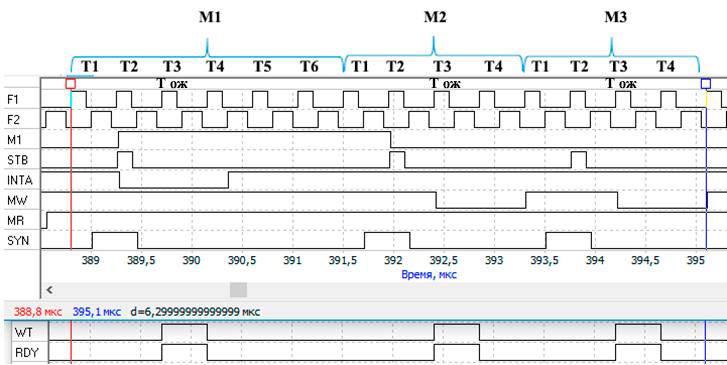 M1 M2 M3
T1 T2 T3 T4 T5 T6 T1 T2 T3 T4 T1 T2 T3 T4
Т ож Т ож Т ож
F1
F2
M1
STB
INTA
MW
MR
SYN
389 389,5 390 390,5 391 391,5 392 392,5 393 393,5 394 394,5 395
Время, мкс
<
388,8 мкс 395,1 мкс d=6,29999999999999 мкс
WT
RDY